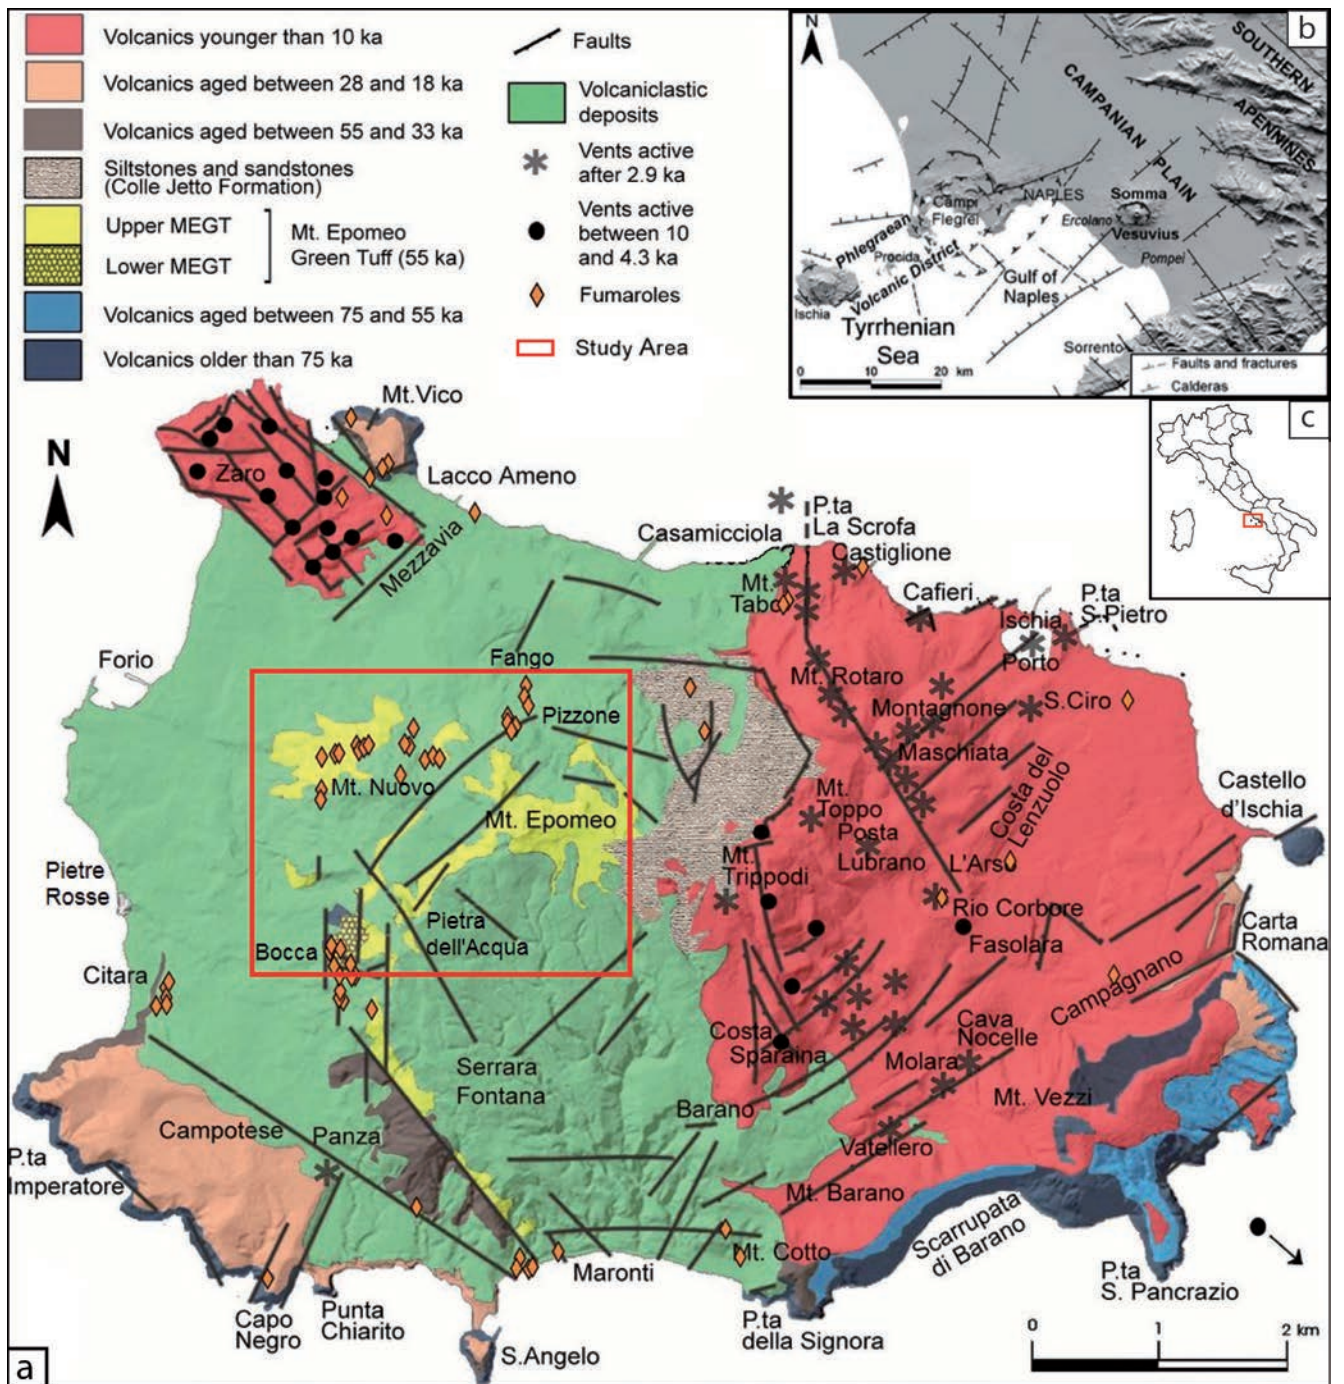 Volcanics younger than 10 ka
Volcanics aged between 28 and 18 ka
Volcanics aged between 55 and 33 ka
Siltstones and sandstones
(Colle Jetto Formation)
Upper MEGT
Lower MEGT
Mt. Epomeo
Green Tuff (55 ka)
Volcanics aged between 75 and 55 ka
Volcanics older than 75 ka
Faults
Volcaniclastic
deposits
Vents active
after 2.9 ka
Vents active
between 10
and 4.3 ka
Fumaroles
Study Area
N
b
SOUTHERN
APENNINES
CAMPANIAN
PLAIN
NAPLES
Somma
Campi
Flegrei
Ercolano
Vesuvius
Phlegraean
Volcanic District
Procida
Pompei
Gulf of
Naples
Ischia
Tyrrhenian
Sea
Sorrento
Faults and fractures
Calderas
0
10
20
km
c
N
Mt.Vico
Zaro
Lacco Ameno
Mezzavia
Casamicciola
P.ta
La Scrofa
Castiglione
Mt.
Tabo
Cafieri
Ischia
Porto
P.ta
S.Pietro
Forio
Fango
Mt. Rotaro
Pizzone
Montagnone
S.Ciro
Maschiata
Mt. Nuovo
Mt. Epomeo
Mt.
Toppo
Costa del
Lenzuolo
Castello
d'Ischia
Posta
Lubrano
Mt.
Trippodi
L'Arso
Pietre
Rosse
Pietra
dell'Acqua
Rio Corbore
Fasolara
Carta
Romana
Bocca
Citara
Campagnano
Costa
Sparaina
Cava
Nocelle
Serrara
Fontana
Molara
Mt. Vezzi
Barano
Campotese
Panza
Vateliero
P.ta
Imperatore
Mt. Barano
Scarrupata
di Barano
Mt. Cotto
Maronti
P.ta
S. Pancrazio
Capo
Negro
Punta
Chiarito
S.Angelo
P.ta
della Signora
0
1
2 km
a